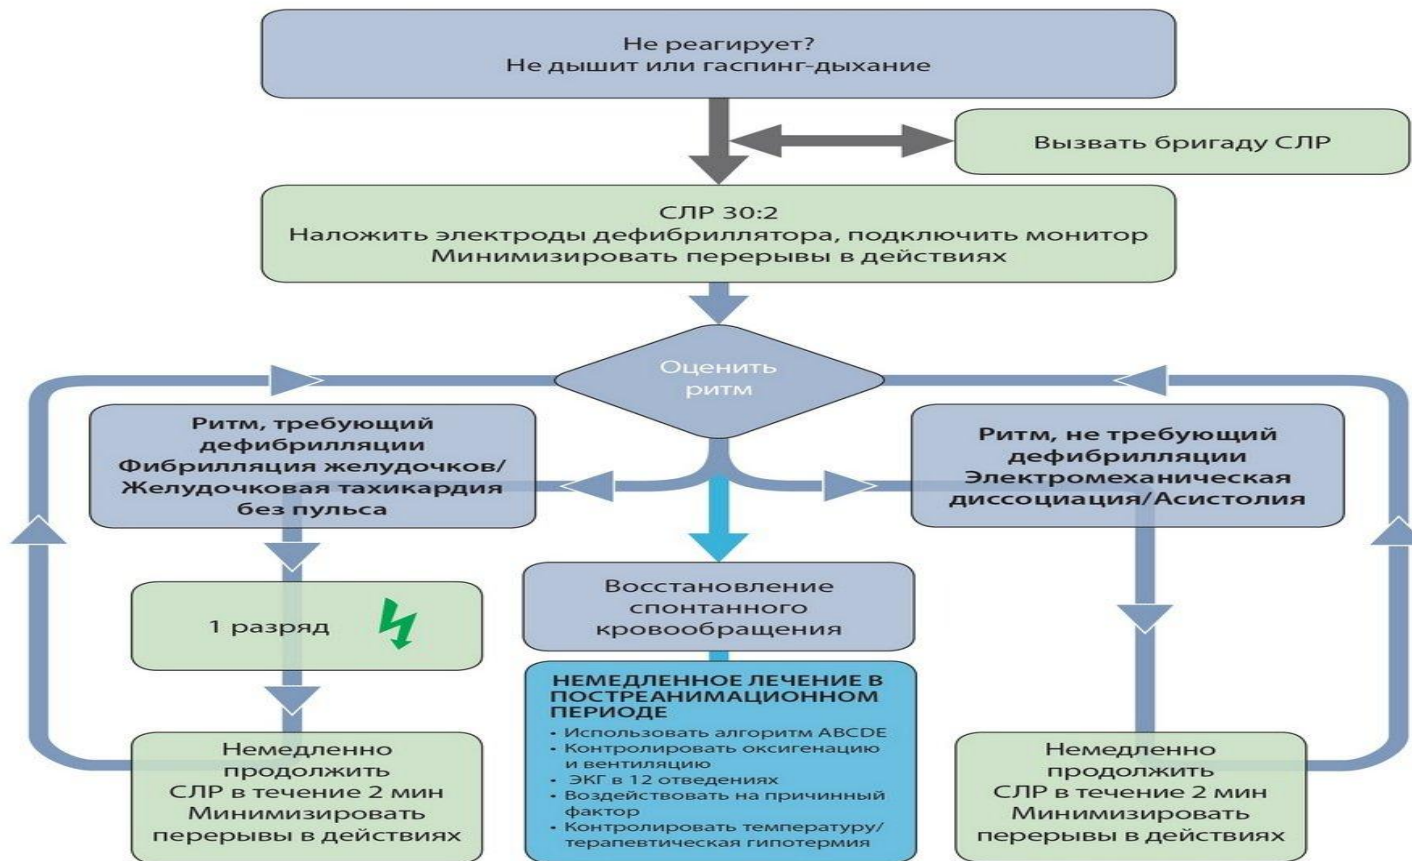 Не реагирует?
Не дышит или гаспинг-дыхание
Вызвать бригаду СЛР
СЛР 30:2
Наложить электроды дефибриллятора, подключить монитор
Минимизировать перерывы в действиях
Оценить
ритм
Ритм, требующий
дефибрилляции
Фибрилляция желудочков/
Желудочковая тахикардия
без пульса
Ритм, не требующий
дефибрилляции
Электромеханическая
диссоциация/Асистолия
1 разряд
Восстановление
спонтанного
кровообращения
НЕМЕДЛЕННОЕ ЛЕЧЕНИЕ В
ПОСТРЕАНИМАЦИОННОМ
ПЕРИОДЕ
• Использовать алгоритм ABCDE
• Контролировать оксигенацию
и вентиляцию
• ЭКГ в 12 отведениях
• Воздействовать на причинный
фактор
• Контролировать температуру/
терапевтическая гипотермия
Немедленно
продолжить
СЛР в течение 2 мин
Минимизировать
перерывы в действиях
Немедленно
продолжить
СЛР в течение 2 мин
Минимизировать
перерывы в действиях